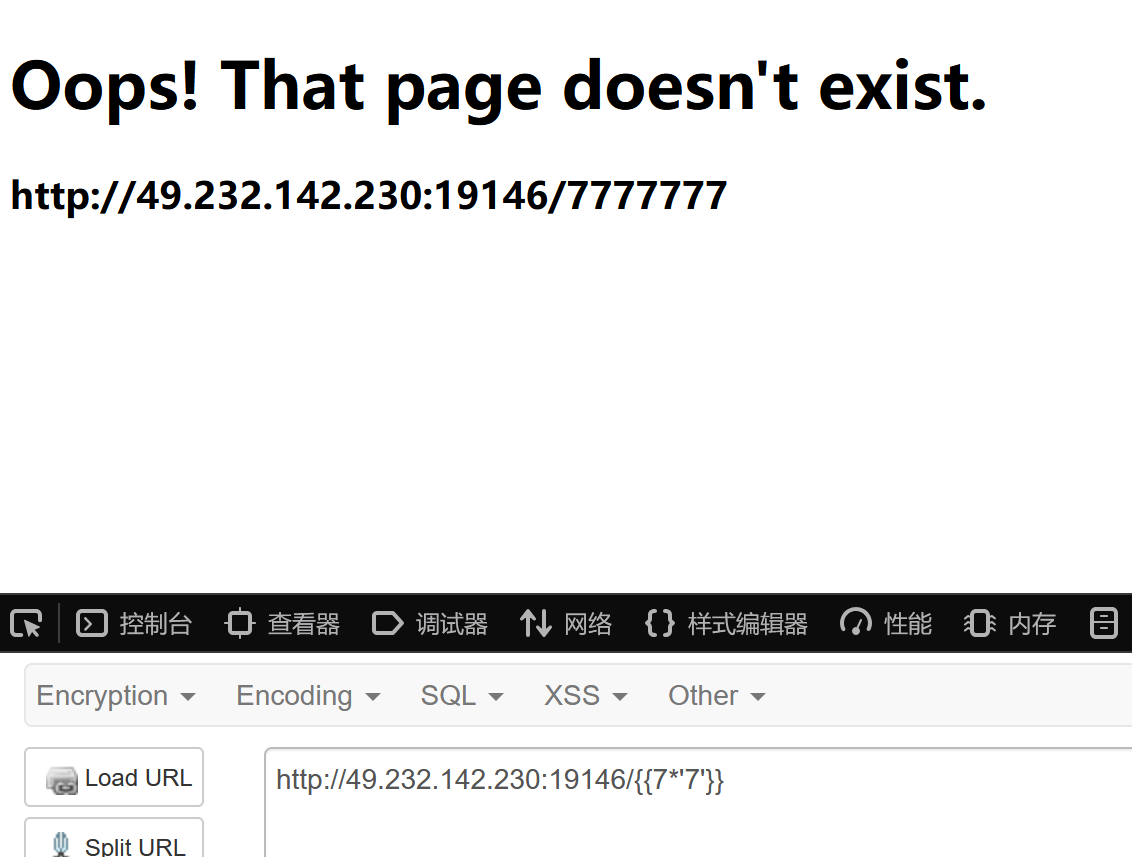 Oops! That page doesn't exist.
http://49.232.142.230:19146/7777777
控制台 查看器 调试器 网络 样式编辑器 性能 内存
Encryption Encoding SQL XSS Other
Load URL
http://49.232.142.230:19146/{{7*'7'}}
Split URL